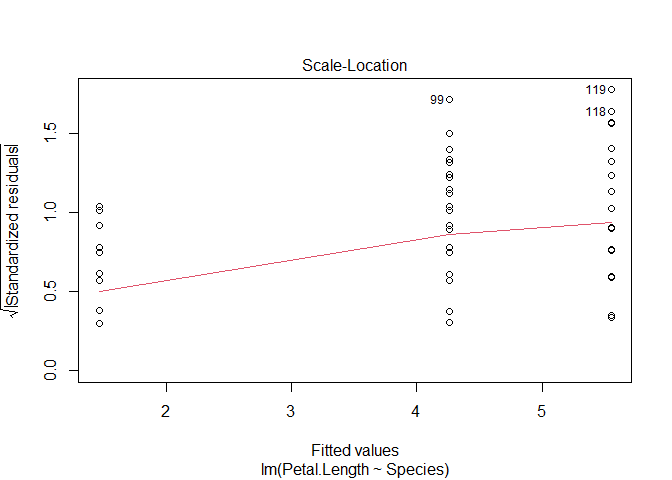 Scale-Location
√|Standardized residuals|
0.0 0.5 1.0 1.5
99
119
118
2 3 4 5
Fitted values
lm(Petal.Length ~ Species)